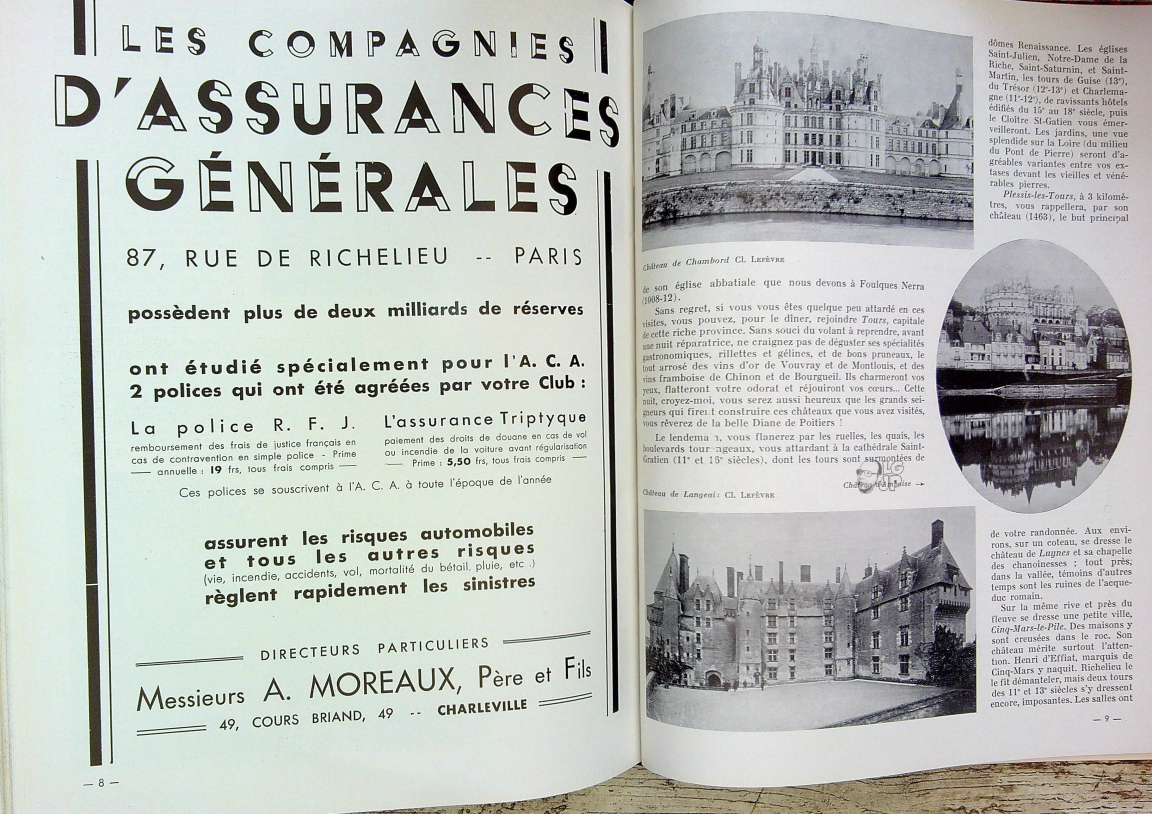 LES COMPAGNIES
D'ASSURANCES
GÉNÉRALES
87, RUE DE RICHELIEU -- PARIS
possèdent plus de deux milliards de réserves
ont étudié spécialement pour l'A. C. A.
2 polices qui ont été agréées par votre Club :
La police R. F. J.
remboursement des frais de justice français en
cas de contravention en simple police - Prime
annuelle : 19 frs, tous frais compris
L'assurance Triptyque
paiement des droits de douane en cas de vol
ou incendie de la voiture avant régularisation
Prime : 5,50 frs, tous frais compris
Ces polices se souscrivent à l'A. C. A. à toute l'époque de l'année
assurent les risques automobiles
et tous les autres risques
(vie, incendie, accidents, vol, mortalité du bétail, pluie, etc..)
règlent rapidement les sinistres
DIRECTEURS PARTICULIERS
Messieurs A. MOREAUX, Père et Fils
49, COURS BRIAND, 49 -- CHARLEVILLE
— 8 —
Château de Chambord Cl. LEFÈVRE
de son église abbatiale que nous devons à Foulques Nerra
(1008-12).
Sans regret, si vous vous êtes quelque peu attardé en ces
visites, vous pouvez, pour le dîner, rejoindre Tours, capitale
de cette riche province. Sans souci du volant à reprendre, avant
une nuit réparatrice, ne craignez pas de déguster ses spécialités
gastronomiques, rillettes et gélines, et de bons pruneaux, le
tout arrosé des vins d'or de Vouvray et de Montlouis, et des
vins framboise de Chinon et de Bourgueil. Ils charmeront vos
yeux, flatteront votre odorat et réjouiront vos cœurs... Cette
nuit, croyez-moi, vous serez aussi heureux que les grands sei-
gneurs qui firent construire ces châteaux que vous avez visités,
vous rêverez de la belle Diane de Poitiers !
Le lendema n, vous flanerez par les ruelles, les quais, les
boulevards tour ngeaux, vous attardant à la cathédrale Saint-
Gratien (11e et 15e siècles), dont les tours sont surmontées de
LG
UP
Château d'Amboise →
Château de Langeai : Cl. LEFÈVRE
dômes Renaissance. Les églises
Saint-Julien, Notre-Dame de la
Riche, Saint-Saturnin, et Saint-
Martin, les tours de Guise (13e),
du Trésor (12e-13e) et Charlema-
gne (11e-12e), de ravissants hôtels
édifiés du 15e au 18e siècle, puis
le Cloître St-Gatien vous émer-
veilleront. Les jardins, une vue
splendide sur la Loire (du milieu
du Pont de Pierre) seront d'a-
gréables variantes entre vos ex-
tases devant les vieilles et véné-
rables pierres.
Plessis-les-Tours, à 3 kilomè-
tres, vous rappellera, par son
château (1463), le but principal
de votre randonnée. Aux envi-
rons, sur un coteau, se dresse le
château de Lugnes et sa chapelle
des chanoinesses ; tout près;
dans la vallée, témoins d'autres
temps sont les ruines de l'acque-
duc romain.
Sur la même rive et près du
fleuve se dresse une petite ville,
Cinq-Mars-le-Pile. Des maisons y
sont creusées dans le roc. Son
château mérite surtout l'atten-
tion. Henri d'Effiat, marquis de
Cinq-Mars y naquit. Richelieu le
le fit démanteler, mais deux tours
des 11e et 13e siècles s'y dressent
encore, imposantes. Les salles ont
— 9 —